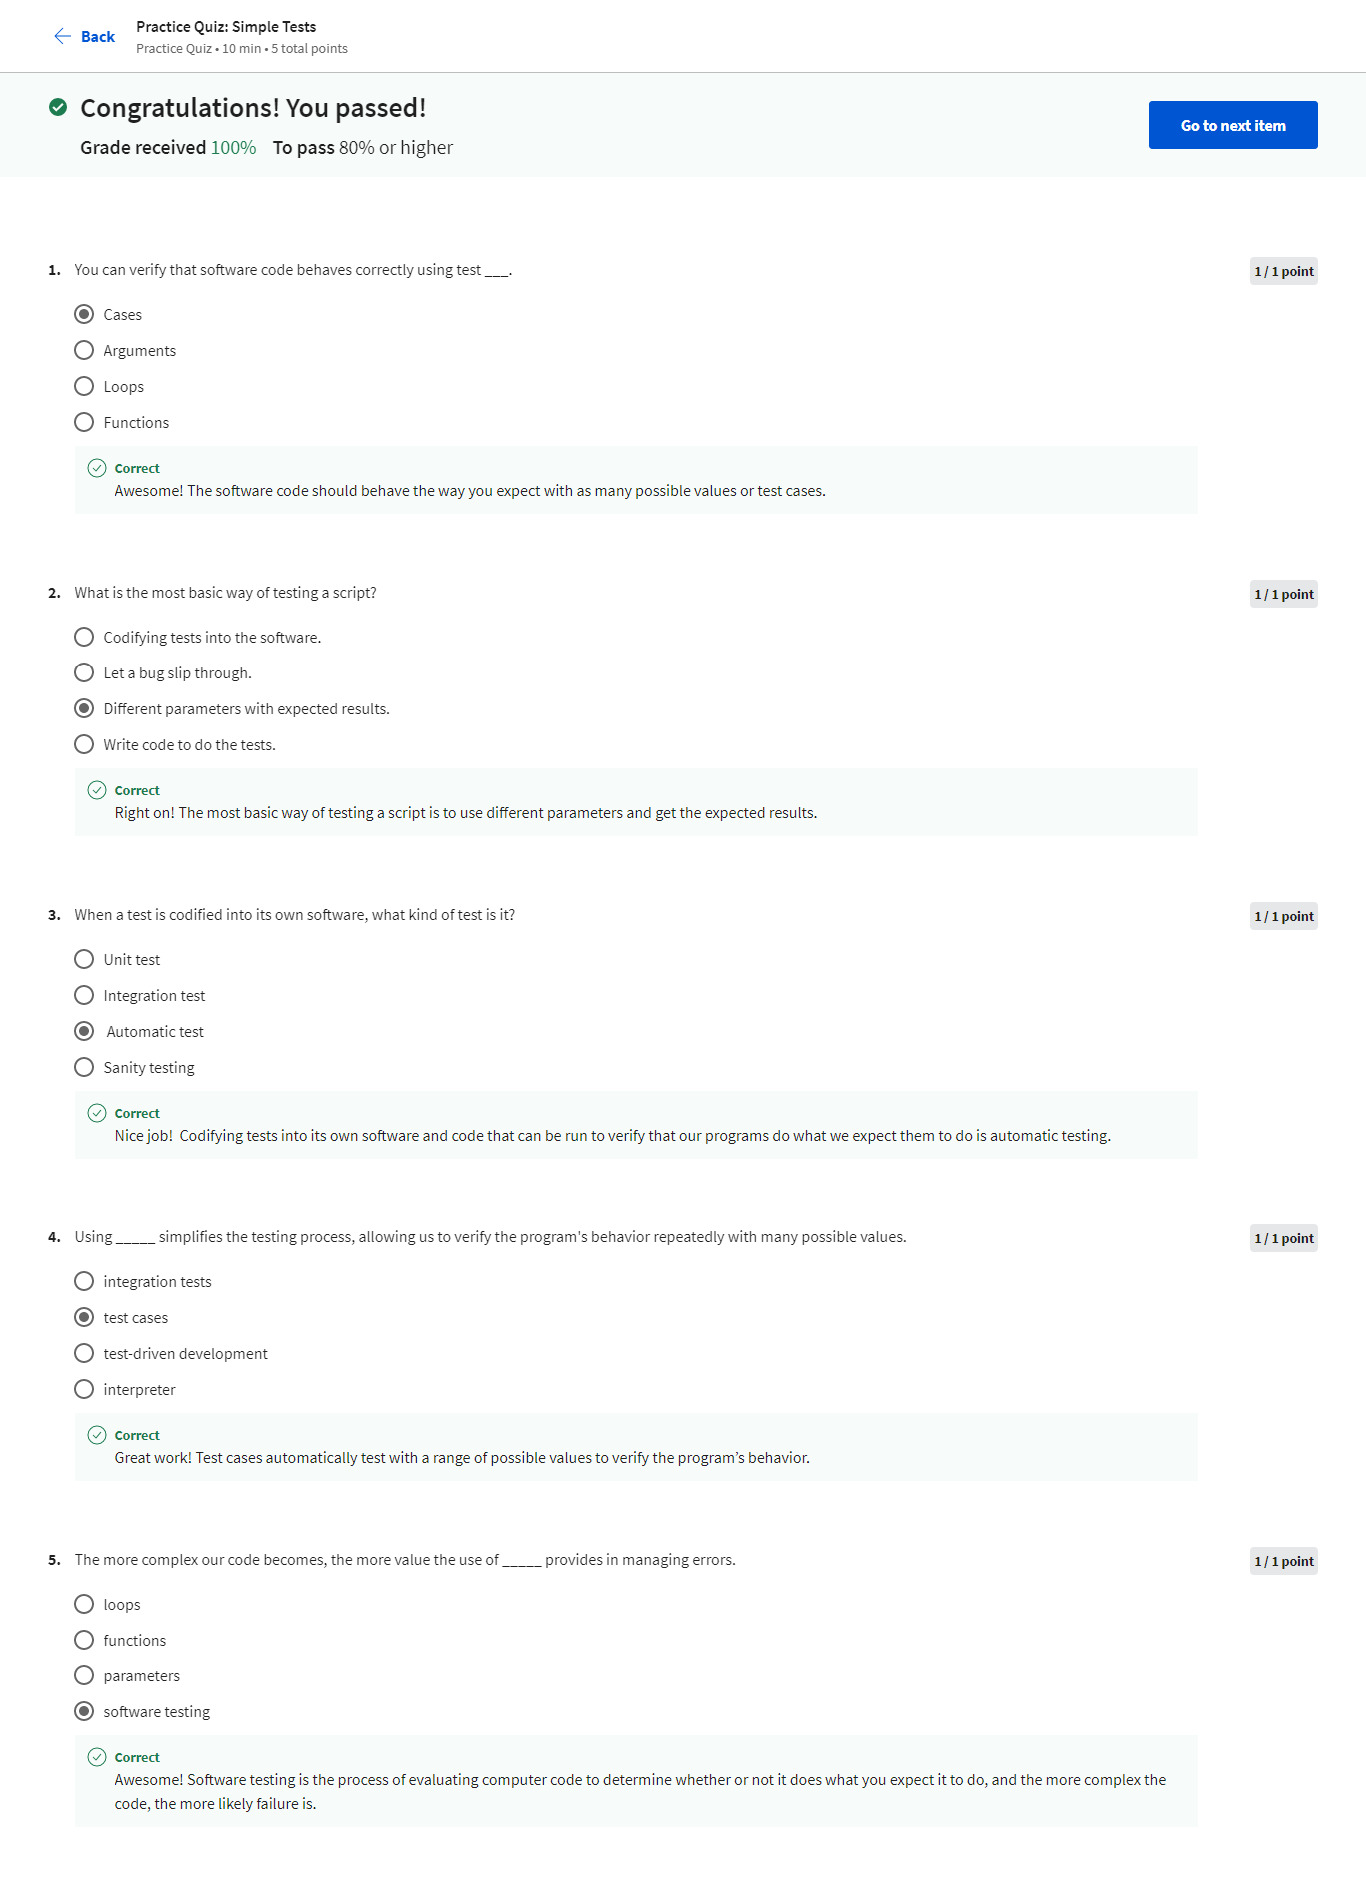 Back
Practice Quiz: Simple Tests
Practice Quiz • 10 min • 5 total points
Congratulations! You passed!
Grade received 100% To pass 80% or higher
Go to next item
1. You can verify that software code behaves correctly using test ___.
1 / 1 point
Cases
Arguments
Loops
Functions
Correct
Awesome! The software code should behave the way you expect with as many possible values or test cases.
2. What is the most basic way of testing a script?
1 / 1 point
Codifying tests into the software.
Let a bug slip through.
Different parameters with expected results.
Write code to do the tests.
Correct
Right on! The most basic way of testing a script is to use different parameters and get the expected results.
3. When a test is codified into its own software, what kind of test is it?
1 / 1 point
Unit test
Integration test
Automatic test
Sanity testing
Correct
Nice job! Codifying tests into its own software and code that can be run to verify that our programs do what we expect them to do is automatic testing.
4. Using _____ simplifies the testing process, allowing us to verify the program's behavior repeatedly with many possible values.
1 / 1 point
integration tests
test cases
test-driven development
interpreter
Correct
Great work! Test cases automatically test with a range of possible values to verify the program’s behavior.
5. The more complex our code becomes, the more value the use of _____ provides in managing errors.
1 / 1 point
loops
functions
parameters
software testing
Correct
Awesome! Software testing is the process of evaluating computer code to determine whether or not it does what you expect it to do, and the more complex the
code, the more likely failure is.